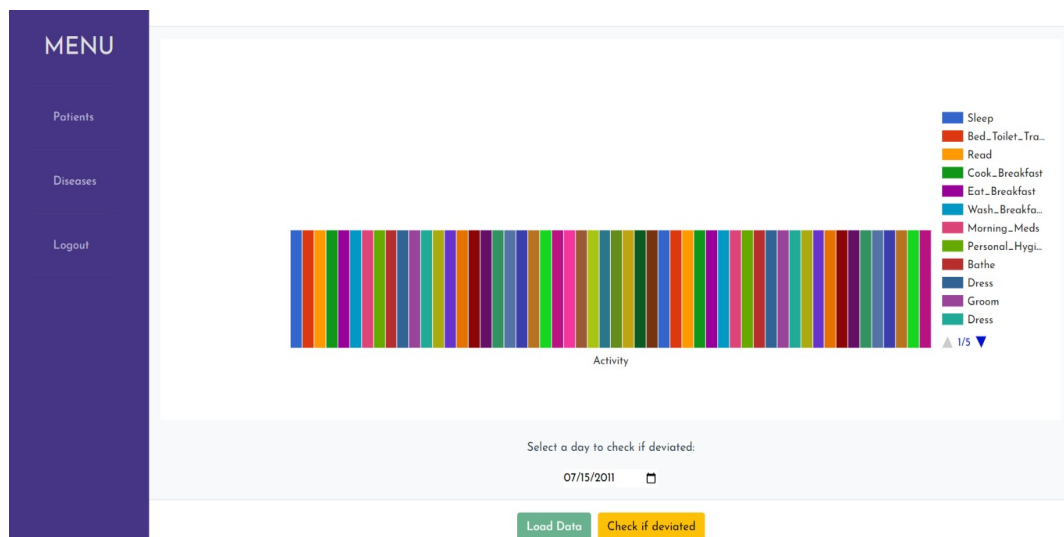 MENU
Patients
Diseases
Logout
Sleep
Bed_Toilet_Tra...
Read
Cook_Breakfast
Eat_Breakfast
Wash_Breakfa...
Morning_Meds
Personal_Hygi...
Bathe
Dress
Groom
Dress
1/5
Activity
Select a day to check if deviated:
07/15/2011
Load Data Check if deviated